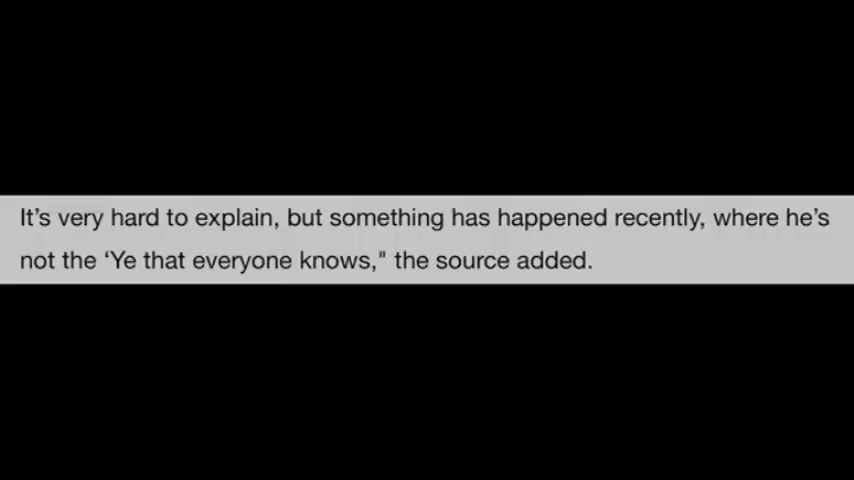 It’s very hard to explain, but something has happened recently, where he’s
not the ‘Ye that everyone knows," the source added.